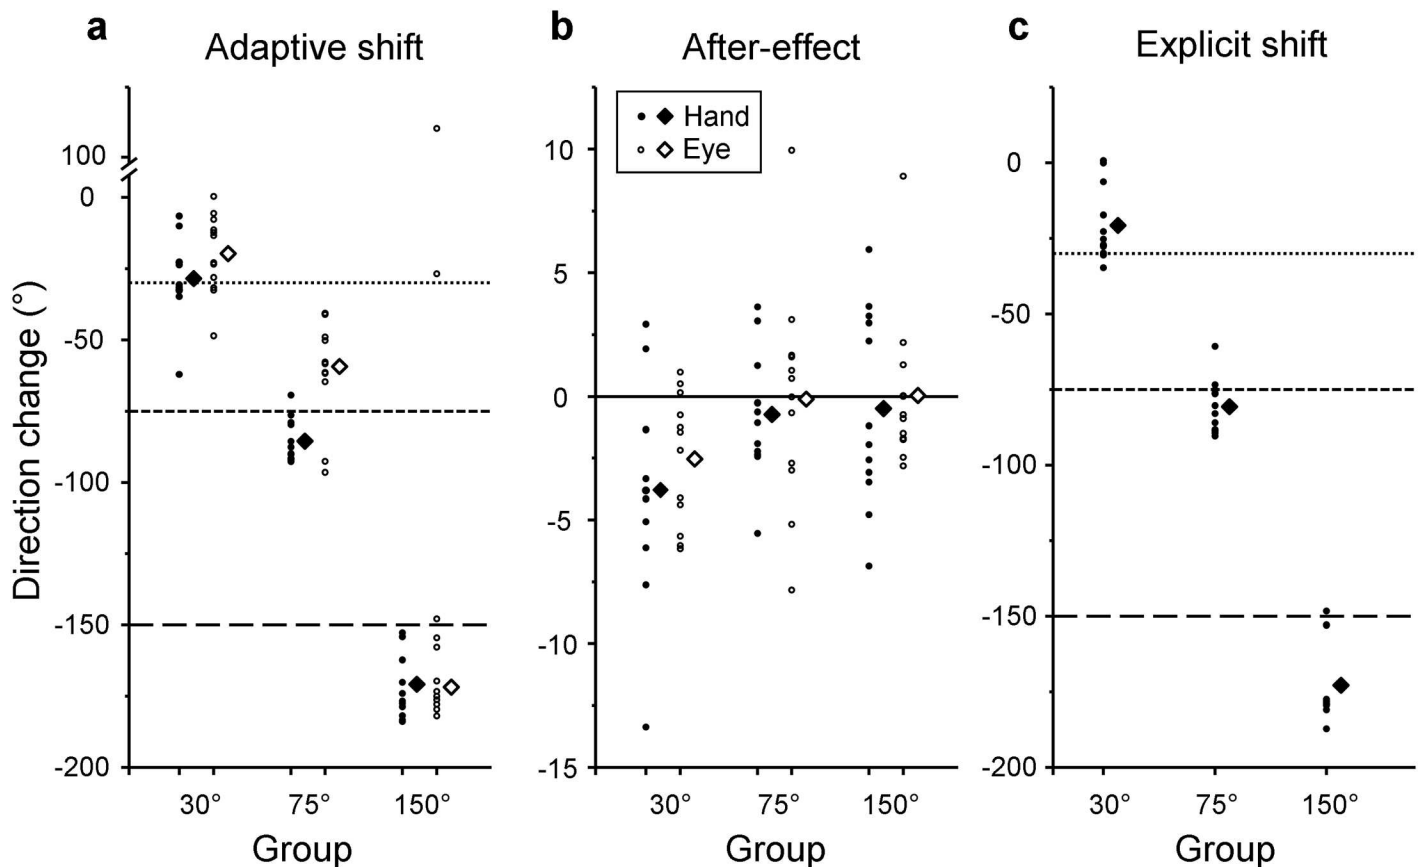 a
Adaptive shift
b
After-effect
c
Explicit shift
Direction change (°)
100
0
-50
-100
-150
-200
30°
75°
150°
Group
Hand
Eye
10
5
0
-5
-10
-15
30°
75°
150°
Group
0
-50
-100
-150
-200
30°
75°
150°
Group